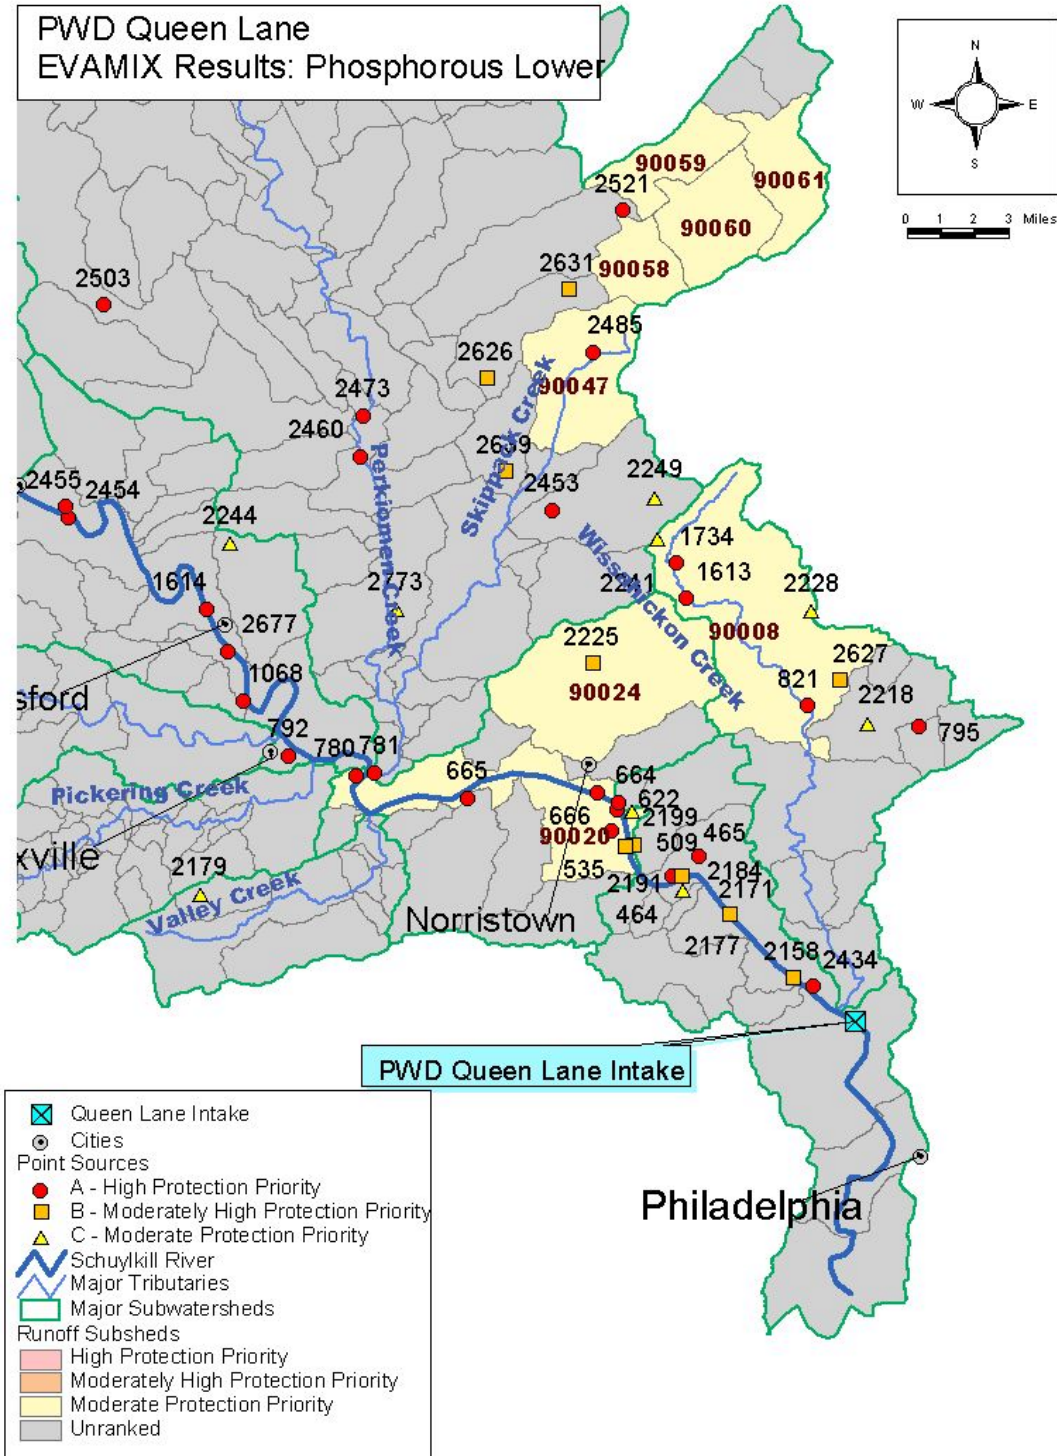 PWD Queen Lane
EVAMIX Results: Phosphorous Lower
N
W E
S
0 1 2 3 Miles
90059
90061
2521
90060
90058
2631
2503
2485
2626
90047
2473
2460
Skippack Creek
Perkiomen Creek
2453
2249
2455
2454
2244
1734
Wissahickon Creek
1613
2241
2228
1614
2773
2677
90008
2225
2627
90024
821
2218
1068
sford
795
792
780
781
Pickering Creek
665
664
622
666
2199
90020
509
465
xville
535
2184
2179
2191
2171
Valley Creek
Norristown
464
2177
2158
2434
PWD Queen Lane Intake
Philadelphia
Queen Lane Intake
Cities
Point Sources
A - High Protection Priority
B - Moderately High Protection Priority
C - Moderate Protection Priority
Schuylkill River
Major Tributaries
Major Subwatersheds
Runoff Subsheds
High Protection Priority
Moderately High Protection Priority
Moderate Protection Priority
Unranked